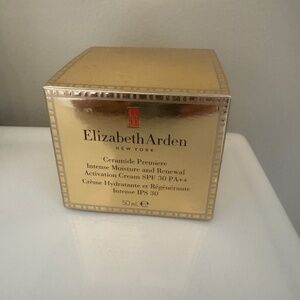 Elizabeth Arden
NEW YORK
Ceramide Premiere
Intense Moisture and Renewal
Activation Cream SPF 30 PA++
Crème Hydratante et Régénérante
Intense IPS 30
50 mL ℮